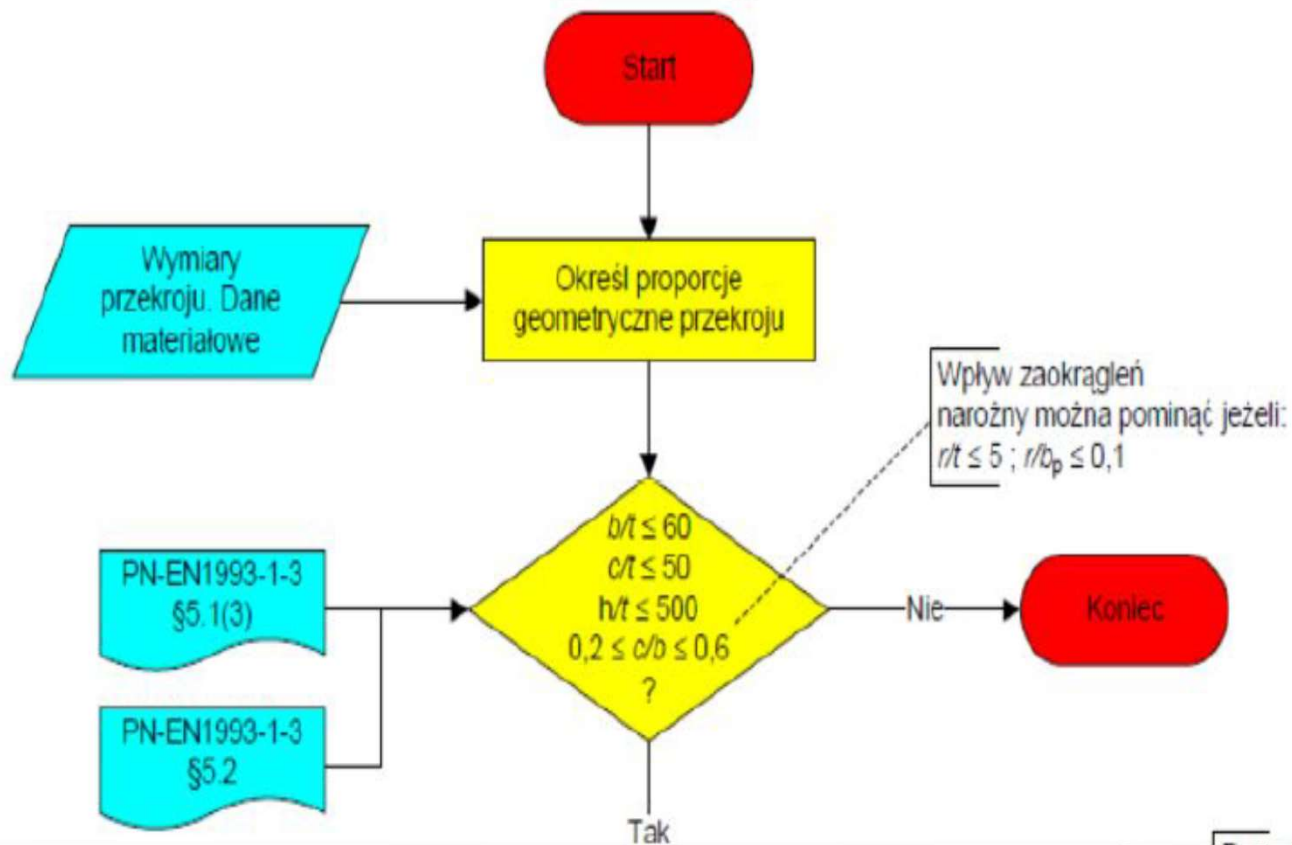 Start
Wymiary
przekroju. Dane
materiałowe
Określ proporcje
geometryczne przekroju
Wpływ zaokrągleń
narożny można pominąć jeżeli:
r/t ≤ 5 ; r/bp ≤ 0,1
b/t ≤ 60
c/t ≤ 50
h/t ≤ 500
0,2 ≤ c/b ≤ 0,6
?
PN-EN1993-1-3
§5.1(3)
Nie
Koniec
PN-EN1993-1-3
§5.2
Tak